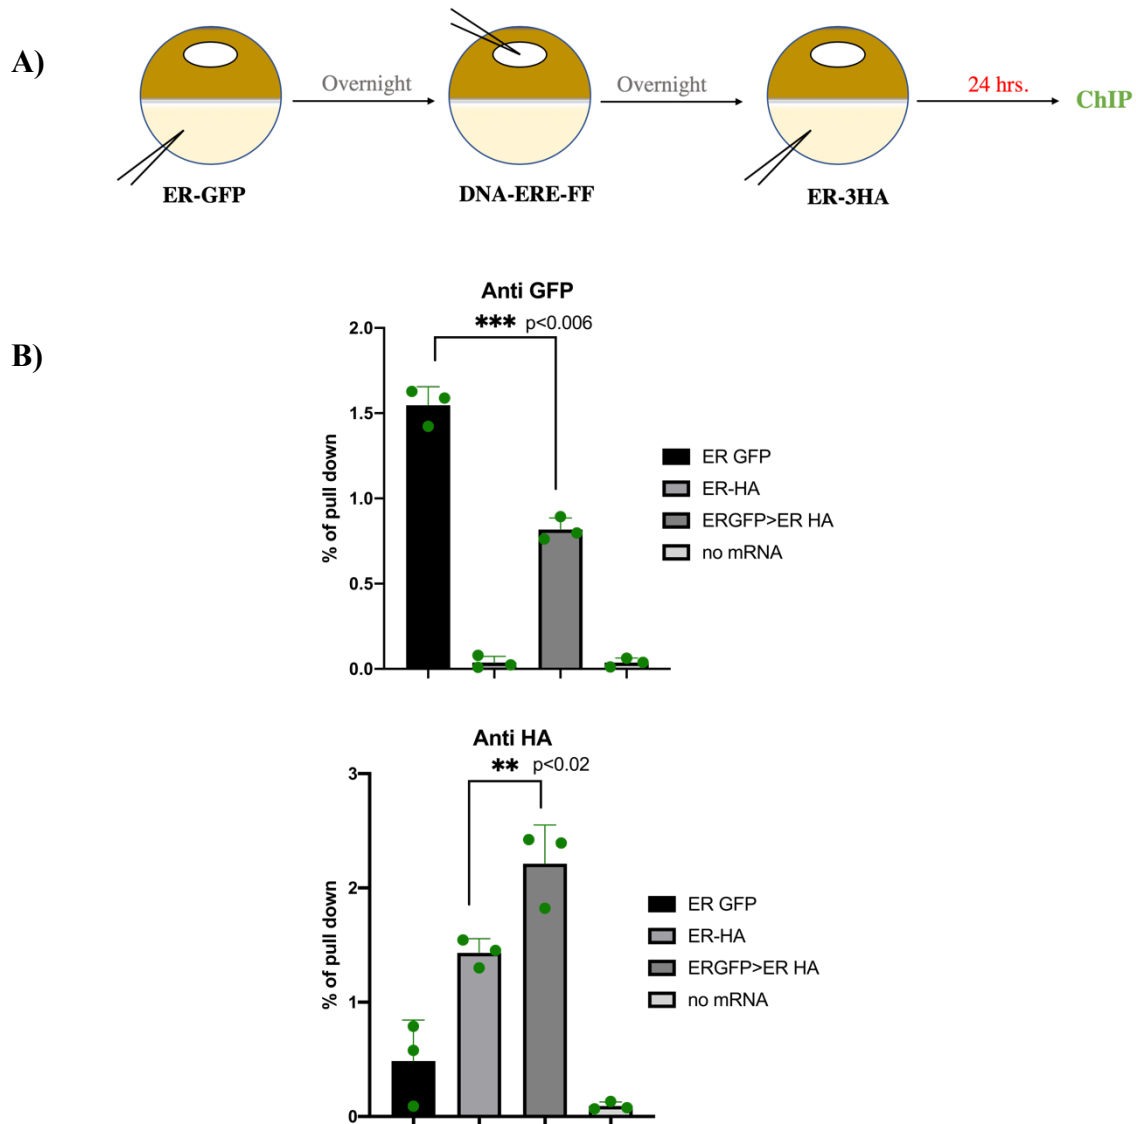 A)
Overnight
Overnight
24 hrs.
ChIP
ER-GFP
DNA-ERE-FF
ER-3HA
B)
Anti GFP
*** p<0.006
2.0
1.5
1.0
0.5
0.0
% of pull down
ER GFP
ER-HA
ERGFP>ER HA
no mRNA
Anti HA
** p<0.02
3
2
1
0
% of pull down
ER GFP
ER-HA
ERGFP>ER HA
no mRNA